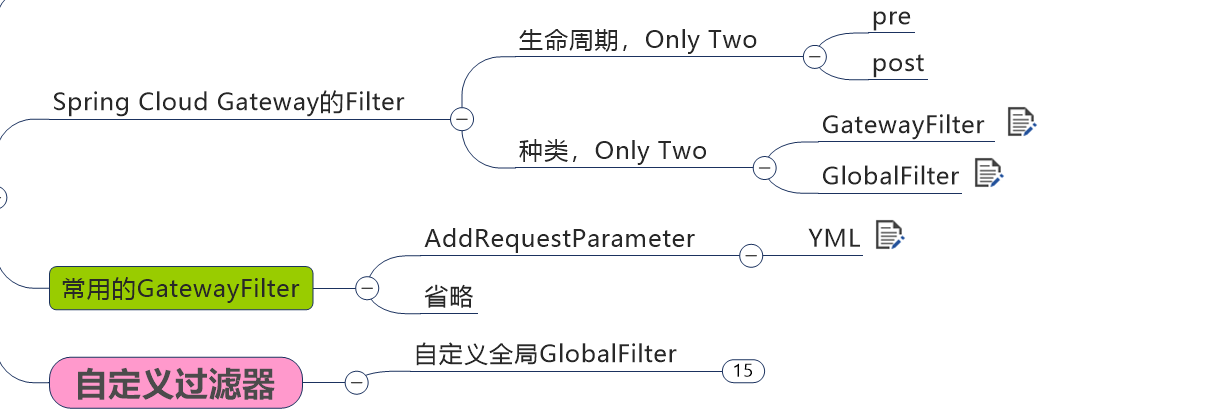 Spring Cloud Gateway的Filter
生命周期，Only Two
pre
post
种类，Only Two
GatewayFilter
GlobalFilter
常用的GatewayFilter
AddRequestParameter
YML
省略
自定义过滤器
自定义全局GlobalFilter
15